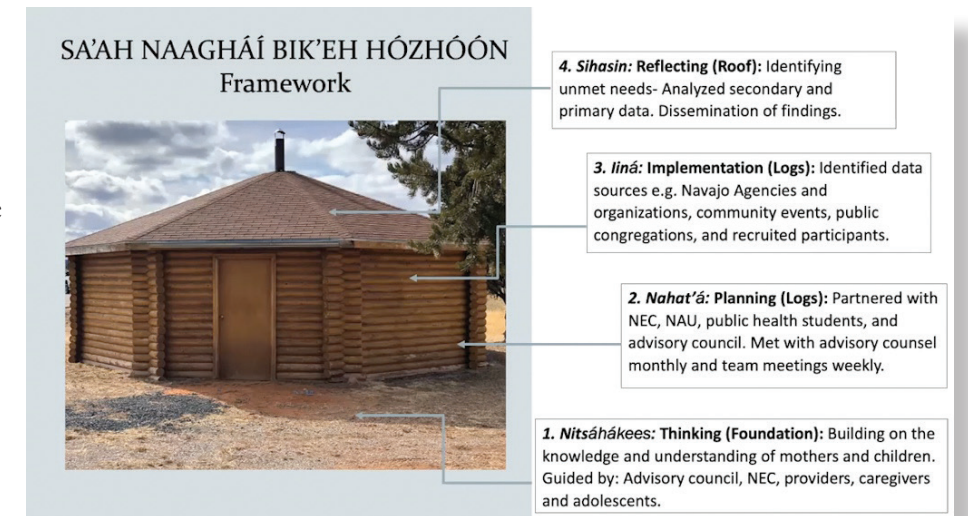 SA'AH NAAGHÁÍ BIK'EH HÓZHÓÓN
Framework
4. Sihasin: Reflecting (Roof): Identifying
unmet needs- Analyzed secondary and
primary data. Dissemination of findings.
3. Iiná: Implementation (Logs): Identified data
sources e.g. Navajo Agencies and
organizations, community events, public
congregations, and recruited participants.
2. Nahat'á: Planning (Logs): Partnered with
NEC, NAU, public health students, and
advisory council. Met with advisory counsel
monthly and team meetings weekly.
1. Nitsáhákees: Thinking (Foundation): Building on the
knowledge and understanding of mothers and children.
Guided by: Advisory council, NEC, providers, caregivers
and adolescents.